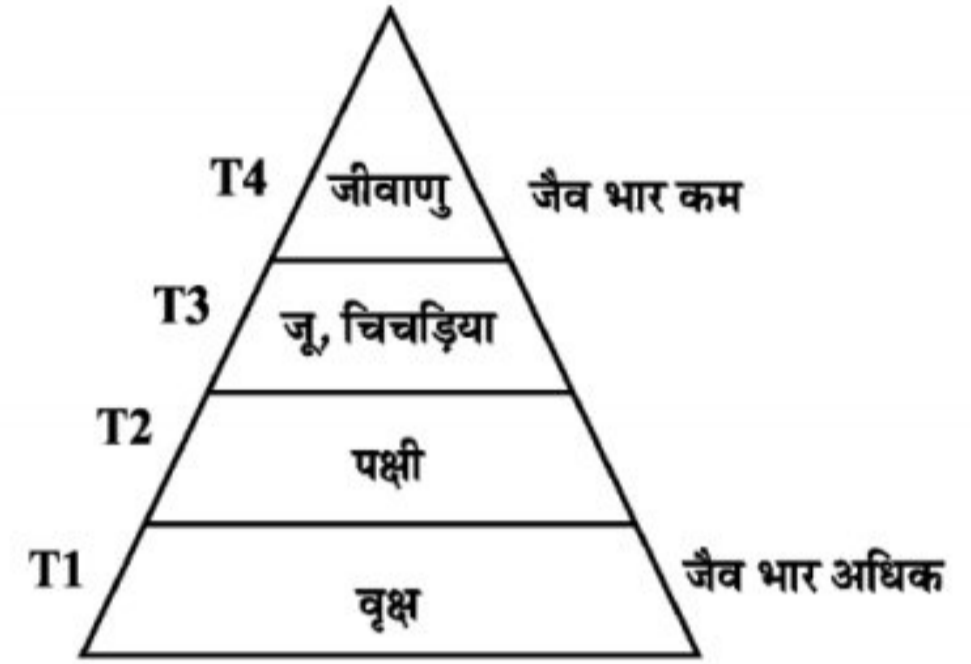 T4 जीवाणु जैव भार कम
T3 जू, चिचड़िया
T2 पक्षी
T1 वृक्ष जैव भार अधिक